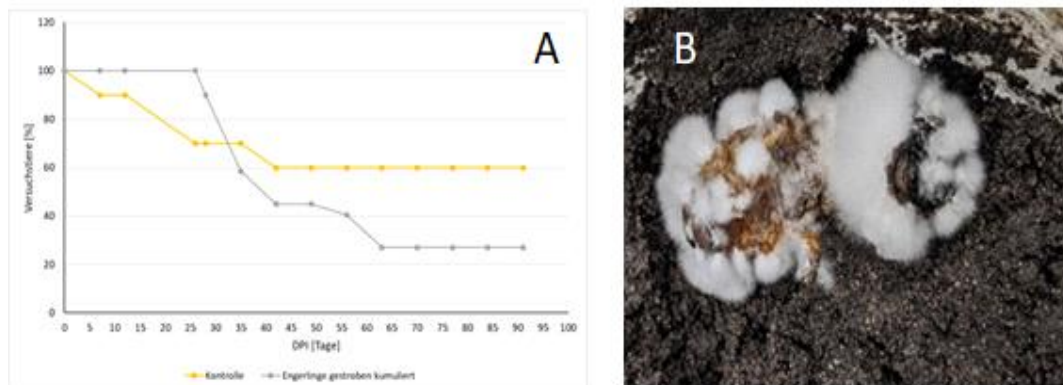 A
120
100
80
60
40
20
0
Versuchstiere [%]
0 5 10 15 20 25 30 35 40 45 50 55 60 65 70 75 80 85 90 95 100
DPI [Tage]
Kontrolle
Engerlinge gestroben kumuliert
B